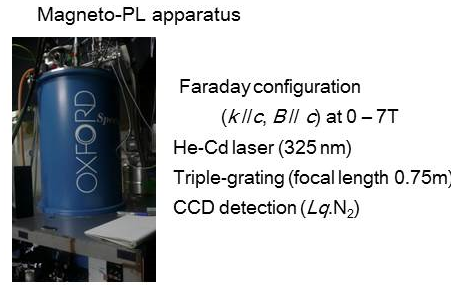 Magneto-PL apparatus
OXFORD
Faraday configuration
(k//c, B// c) at 0 – 7T
He-Cd laser (325 nm)
Triple-grating (focal length 0.75m)
CCD detection (Lq.N₂)